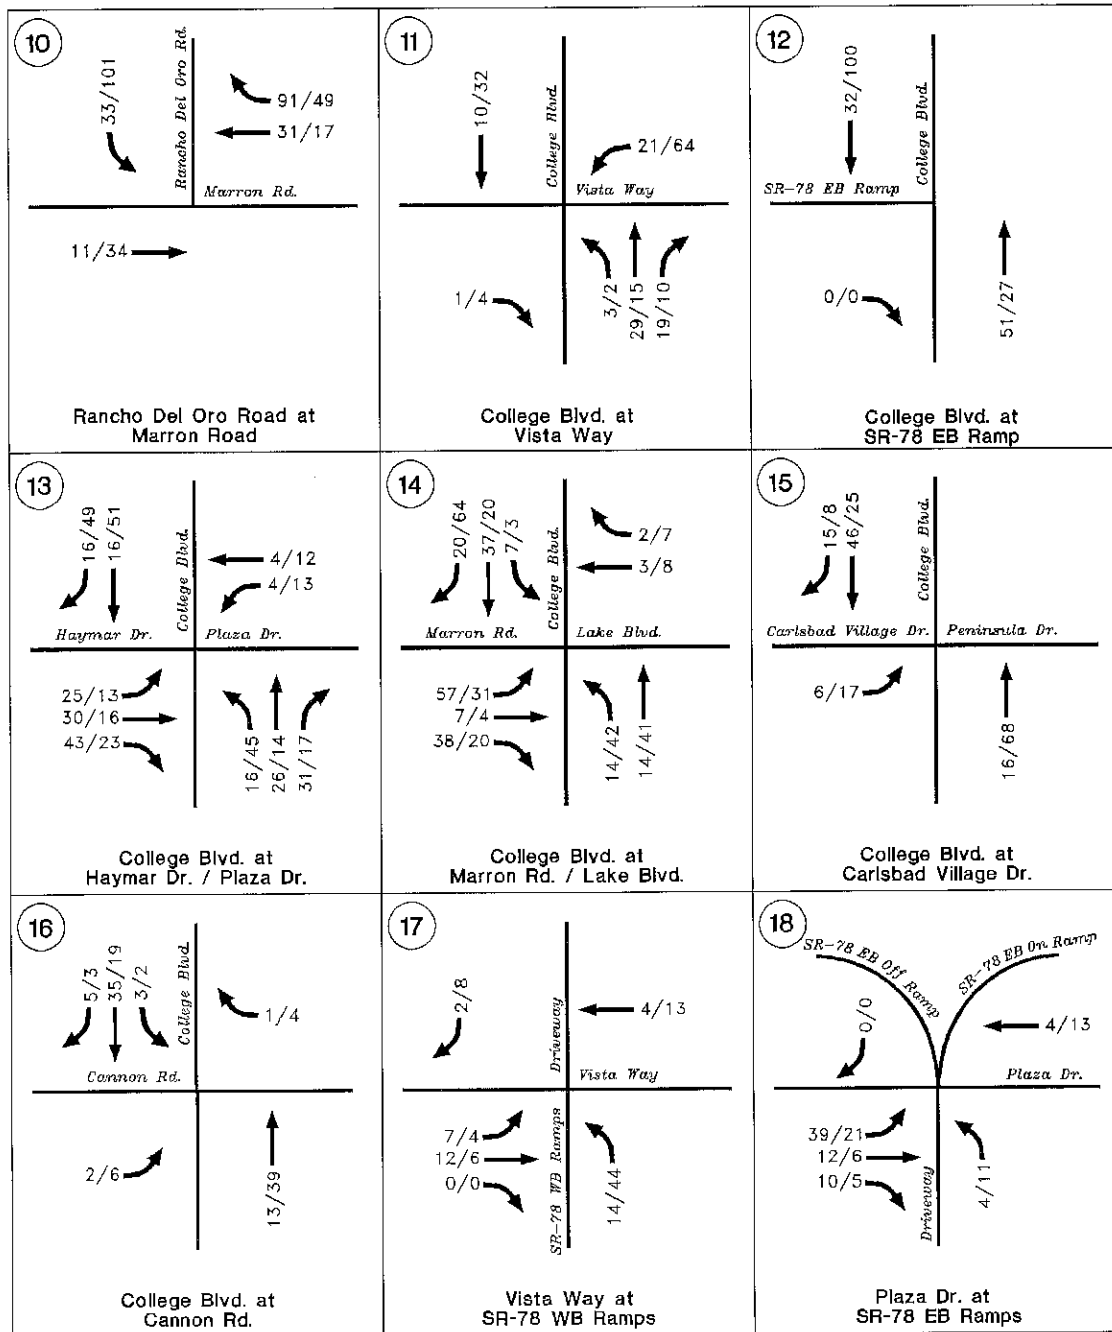 10
33/101
Rancho Del Oro Rd.
91/49
31/17
Marron Rd.
11/34
Rancho Del Oro Road at
Marron Road
11
10/32
College Blvd.
21/64
Vista Way
1/4
3/2
29/15
19/10
College Blvd. at
Vista Way
12
32/100
College Blvd.
SR-78 EB Ramp
0/0
51/27
College Blvd. at
SR-78 EB Ramp
13
16/49
16/51
College Blvd.
4/12
4/13
Haymar Dr.
Plaza Dr.
25/13
30/16
43/23
16/45
26/14
31/17
College Blvd. at
Haymar Dr. / Plaza Dr.
14
20/64
37/20
7/3
College Blvd.
2/7
3/8
Marron Rd.
Lake Blvd.
57/31
7/4
38/20
14/42
14/41
College Blvd. at
Marron Rd. / Lake Blvd.
15
15/8
46/25
College Blvd.
Carlsbad Village Dr.
Peninsula Dr.
6/17
16/68
College Blvd. at
Carlsbad Village Dr.
16
5/3
35/19
3/2
College Blvd.
1/4
Cannon Rd.
2/6
13/39
College Blvd. at
Cannon Rd.
17
2/8
Driveway
4/13
Vista Way
7/4
12/6
0/0
SR-78 WB Ramps
14/44
Vista Way at
SR-78 WB Ramps
18
SR-78 EB Off Ramp
SR-78 EB On Ramp
0/0
4/13
Plaza Dr.
39/21
12/6
10/5
Driveway
4/11
Plaza Dr. at
SR-78 EB Ramps